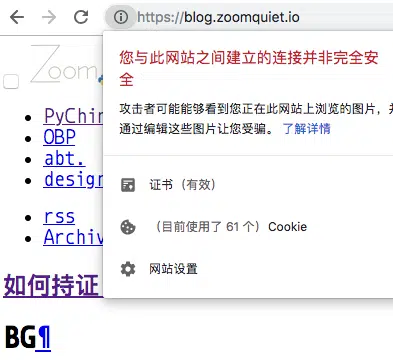 https://blog.zoomquiet.io
Zoom
您与此网站之间建立的连接并非完全安
全
攻击者可能能够看到您正在此网站上浏览的图片，并
通过编辑这些图片让您受骗。 了解详情
证书（有效）
（目前使用了 61 个）Cookie
网站设置
PyChin
OBP
abt.
design
rss
Archiv
如何持证
BG¶